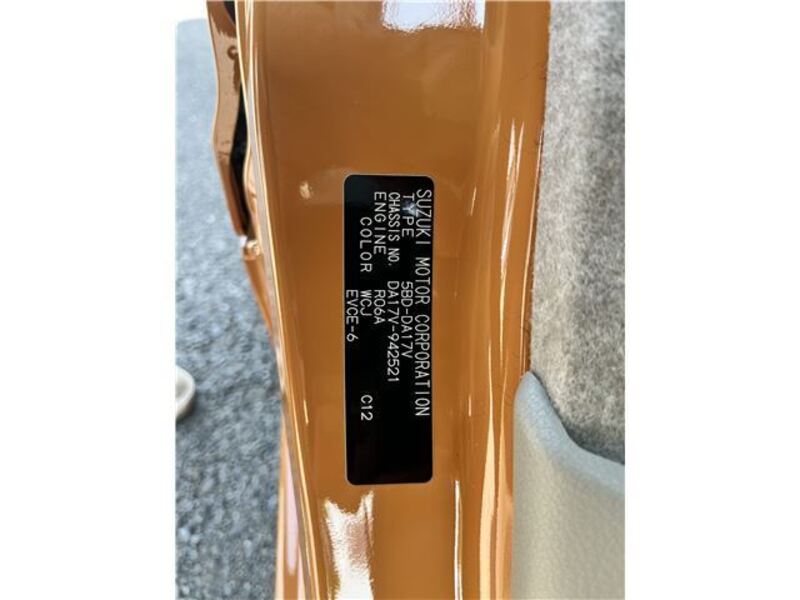 SUZUKI MOTOR CORPORATION
TYPE 5BD-DA17V
CHASSIS NO. DA17V-942521
ENGINE R06A
COLOR WCJ C12
EVCE-6